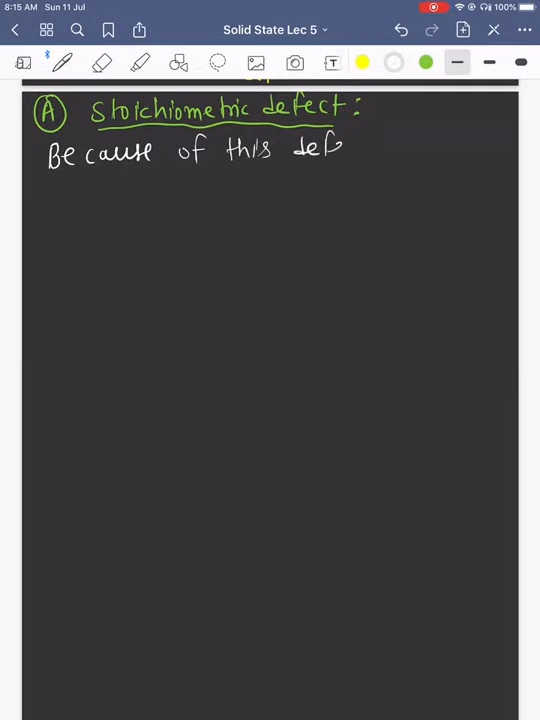 8:15 AM Sun 11 Jul 100%
Solid State Lec 5
T
A Stoichiometric defect :
Because of this def